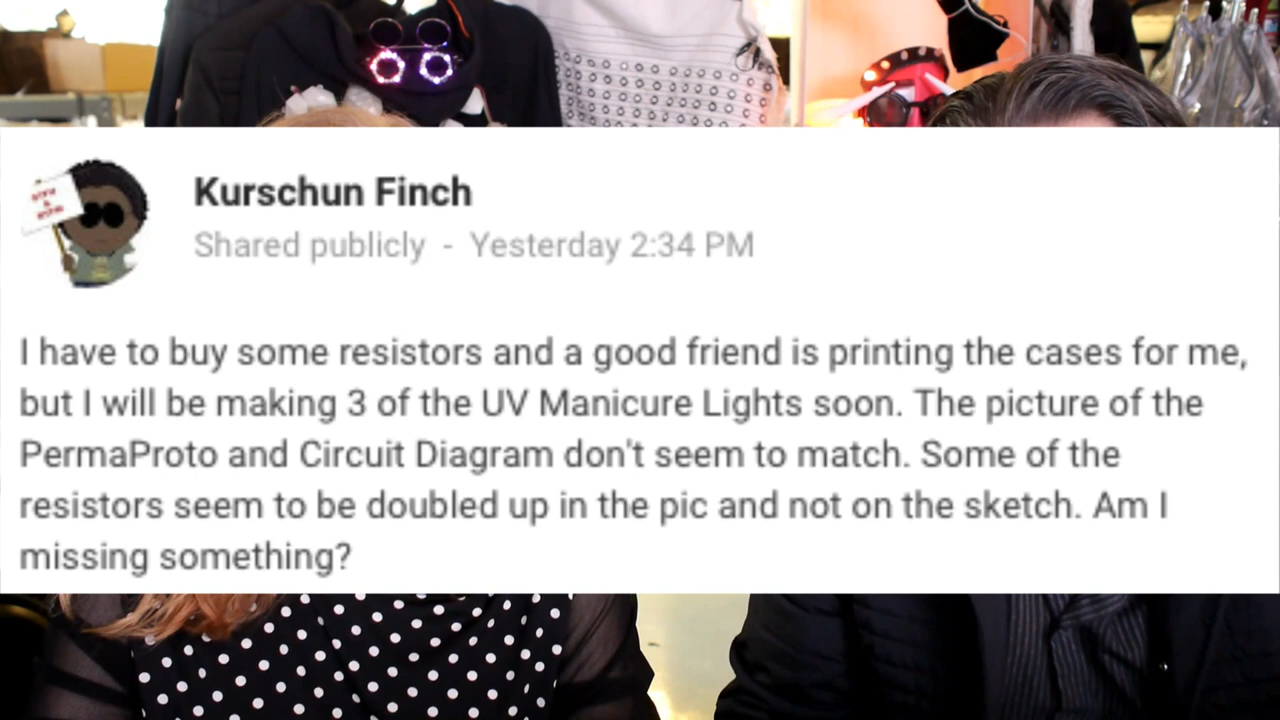 Kurschun Finch
Shared publicly - Yesterday 2:34 PM
I have to buy some resistors and a good friend is printing the cases for me,
but I will be making 3 of the UV Manicure Lights soon. The picture of the
PermaProto and Circuit Diagram don't seem to match. Some of the
resistors seem to be doubled up in the pic and not on the sketch. Am I
missing something?